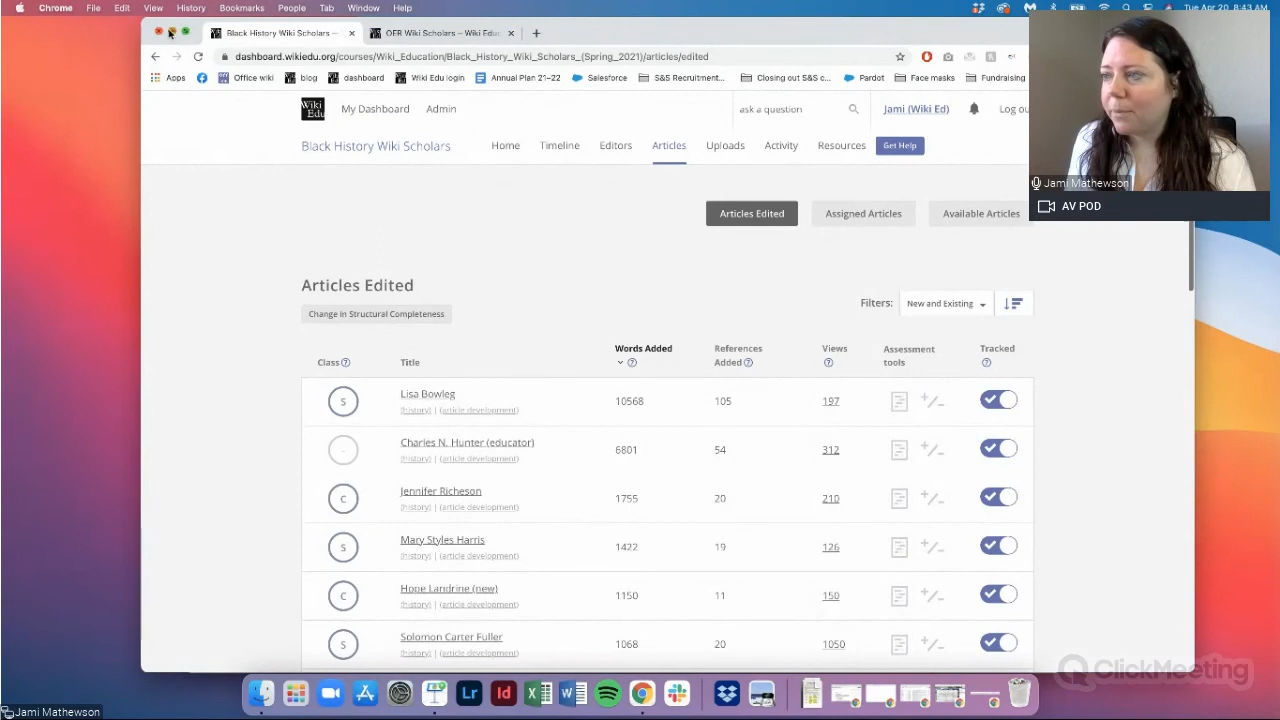 Chrome File Edit View History Bookmarks People Tab Window Help
Tue Apr 20 8:43 AM
Black History Wiki Scholars —
OER Wiki Scholars – Wiki Educ
dashboard.wikiedu.org/courses/Wiki_Education/Black_History_Wiki_Scholars_(Spring_2021)/articles/edited
Apps Office wiki blog dashboard Wiki Edu login Annual Plan 21–22 Salesforce S&S Recruitment... Closing out S&S c... Pardot Face masks Fundraising
Wiki Edu My Dashboard Admin ask a question Jami (Wiki Ed) Log ou
Black History Wiki Scholars Home Timeline Editors Articles Uploads Activity Resources Get Help
Jami Mathewson
AV POD
Articles Edited Assigned Articles Available Articles
Articles Edited
Change in Structural Completeness
Filters: New and Existing
Class Title Words Added References Added Views Assessment tools Tracked
S Lisa Bowleg 10568 105 197
(history) | (article development)
- Charles N. Hunter (educator) 6801 54 312
(history) | (article development)
C Jennifer Richeson 1755 20 210
(history) | (article development)
S Mary Styles Harris 1422 19 126
(history) | (article development)
C Hope Landrine (new) 1150 11 150
(history) | (article development)
S Solomon Carter Fuller 1068 20 1050
(history) | (article development)
ClickMeeting
Lr Id
Jami Mathewson